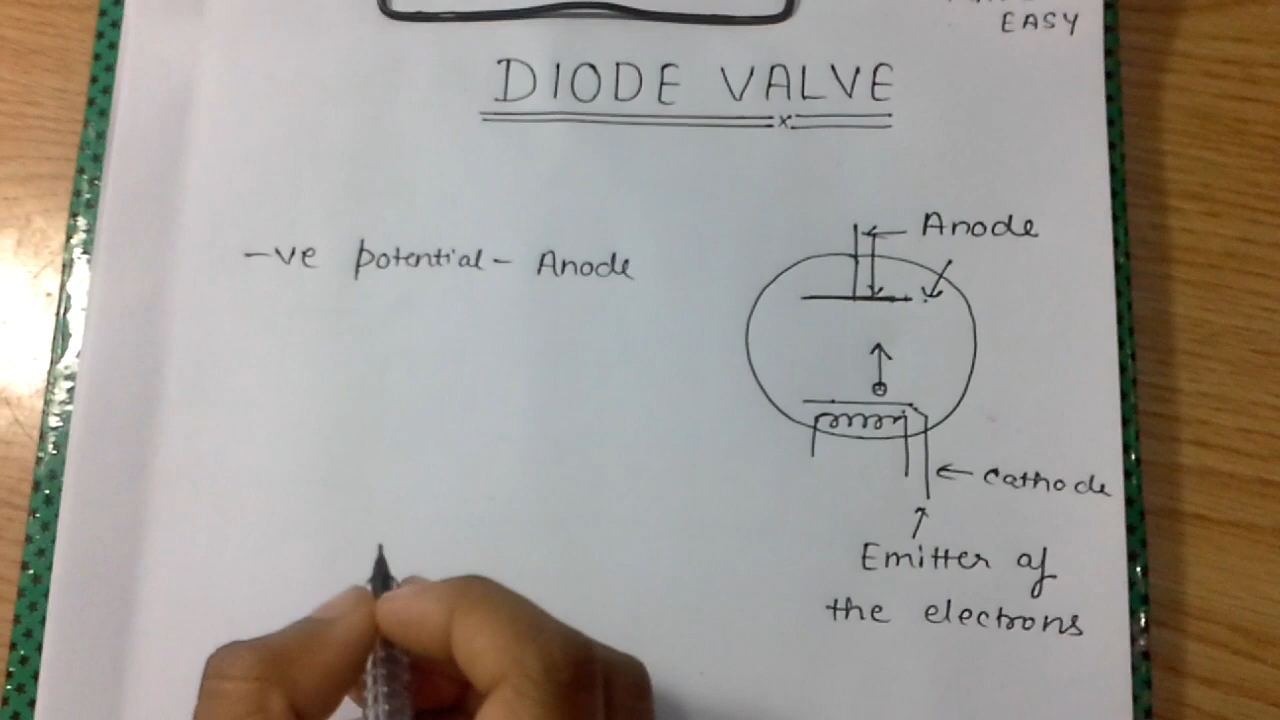 EASY
DIODE VALVE
-ve potential - Anode
Anode
cathode
Emitter of
the electrons